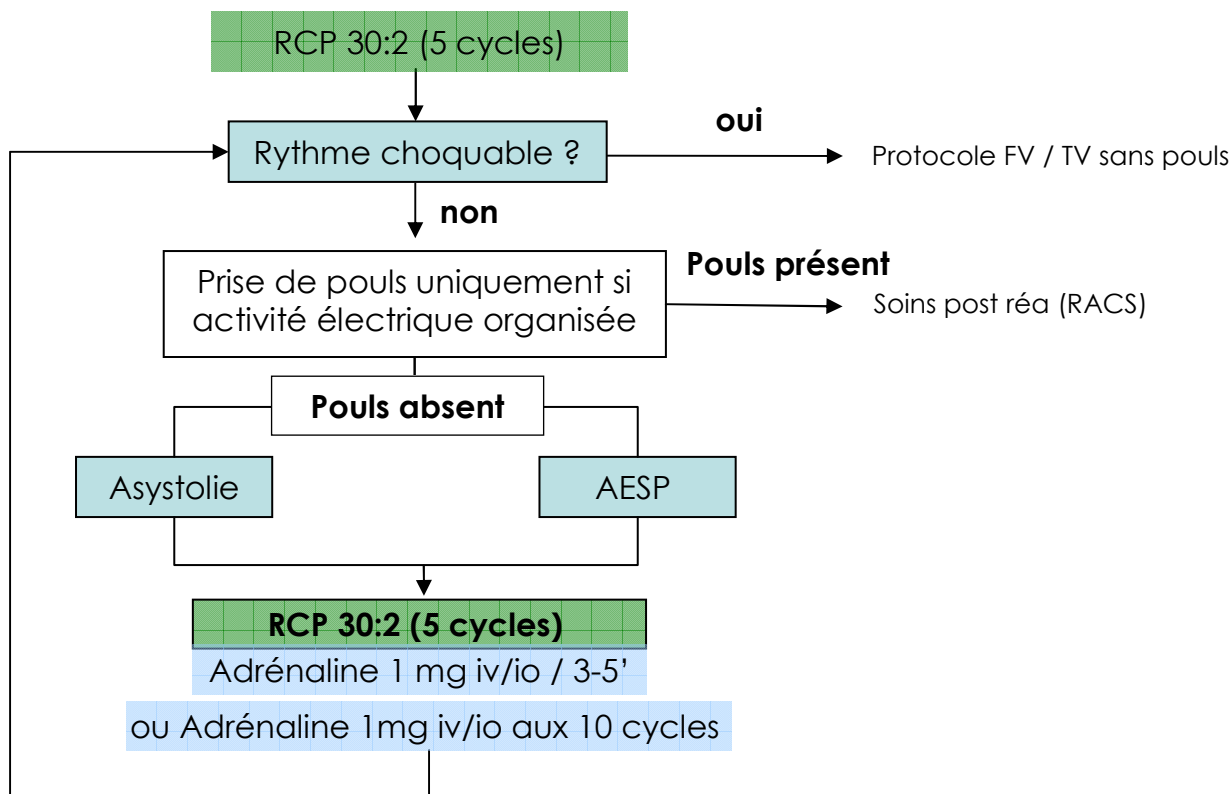 RCP 30:2 (5 cycles)
oui
Rythme choquable ?
Protocole FV / TV sans pouls
non
Pouls présent
Prise de pouls uniquement si
activité électrique organisée
Soins post réa (RACS)
Pouls absent
Asystolie
AESP
RCP 30:2 (5 cycles)
Adrénaline 1 mg iv/io / 3-5’
ou Adrénaline 1mg iv/io aux 10 cycles